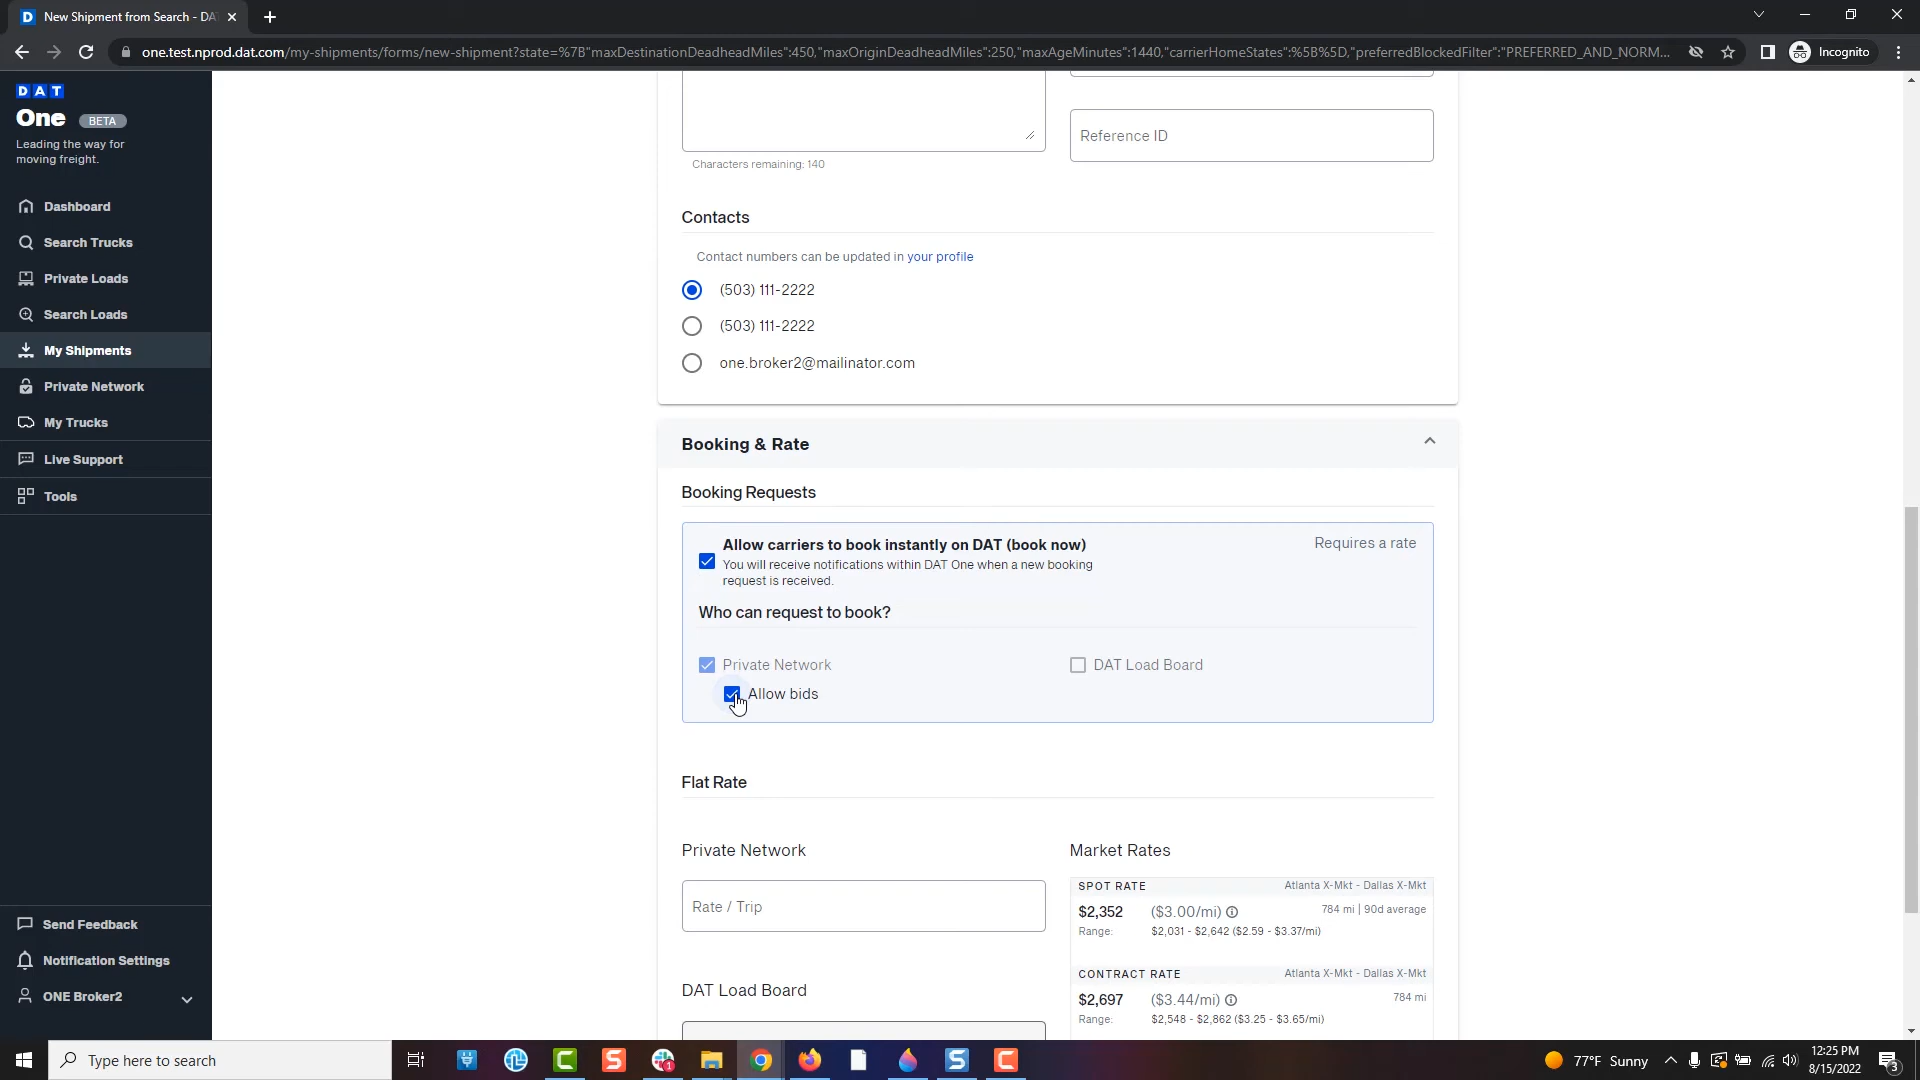 New Shipment from Search - DA
one.test.nprod.dat.com/my-shipments/forms/new-shipment?state=%7B"maxDestinationDeadheadMiles":450,"maxOriginDeadheadMiles":250,"maxAgeMinutes":1440,"carrierHomeStates":%5B%5D,"preferredBlockedFilter":"PREFERRED_AND_NORM...
Incognito
DAT
One BETA
Leading the way for
moving freight.
Dashboard
Search Trucks
Private Loads
Search Loads
My Shipments
Private Network
My Trucks
Live Support
Tools
Send Feedback
Notification Settings
ONE Broker2
Reference ID
Characters remaining: 140
Contacts
Contact numbers can be updated in your profile
(503) 111-2222
(503) 111-2222
one.broker2@mailinator.com
Booking & Rate
Booking Requests
Allow carriers to book instantly on DAT (book now) Requires a rate
You will receive notifications within DAT One when a new booking
request is received.
Who can request to book?
Private Network DAT Load Board
Allow bids
Flat Rate
Private Network Market Rates
Rate / Trip
SPOT RATE Atlanta X-Mkt - Dallas X-Mkt
$2,352 ($3.00/mi) 784 mi | 90d average
Range: $2,031 - $2,642 ($2.59 - $3.37/mi)
CONTRACT RATE Atlanta X-Mkt - Dallas X-Mkt
$2,697 ($3.44/mi) 784 mi
Range: $2,548 - $2,862 ($3.25 - $3.65/mi)
DAT Load Board
Type here to search
77°F Sunny
12:25 PM
8/15/2022
3